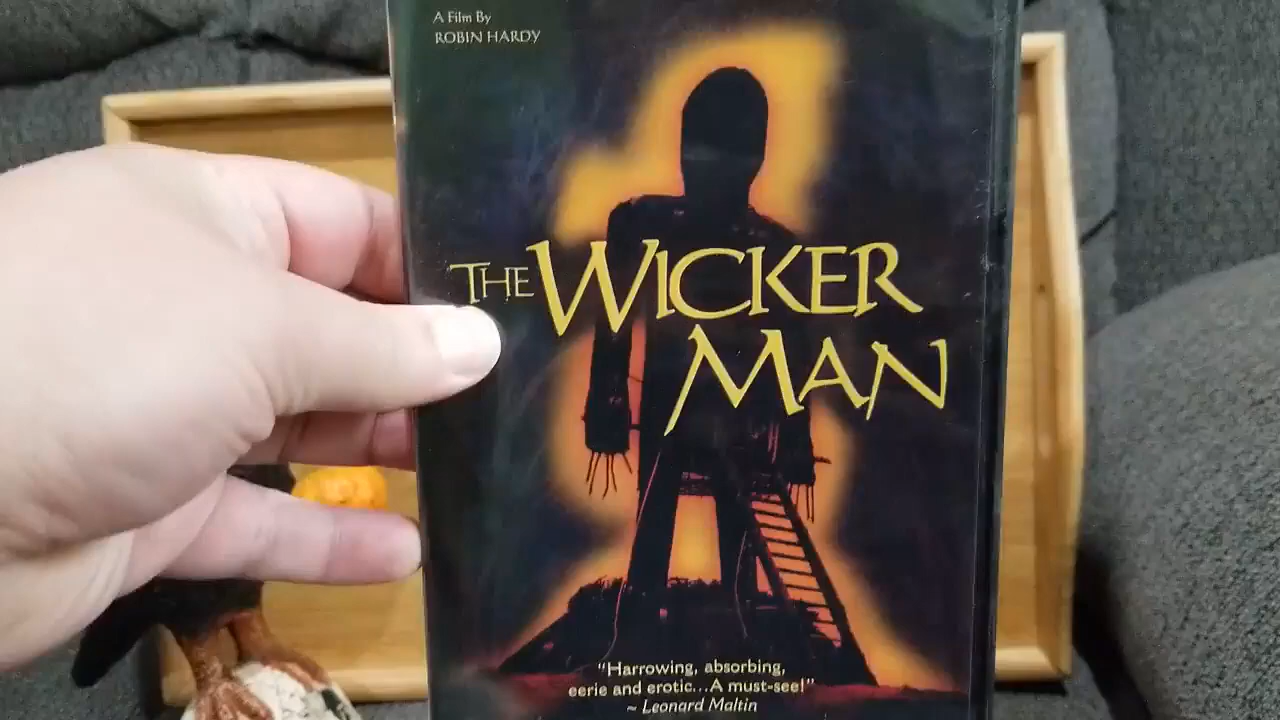 A Film By
ROBIN HARDY
THE WICKER
MAN
"Harrowing, absorbing,
eerie and erotic...A must-see!"
~ Leonard Maltin